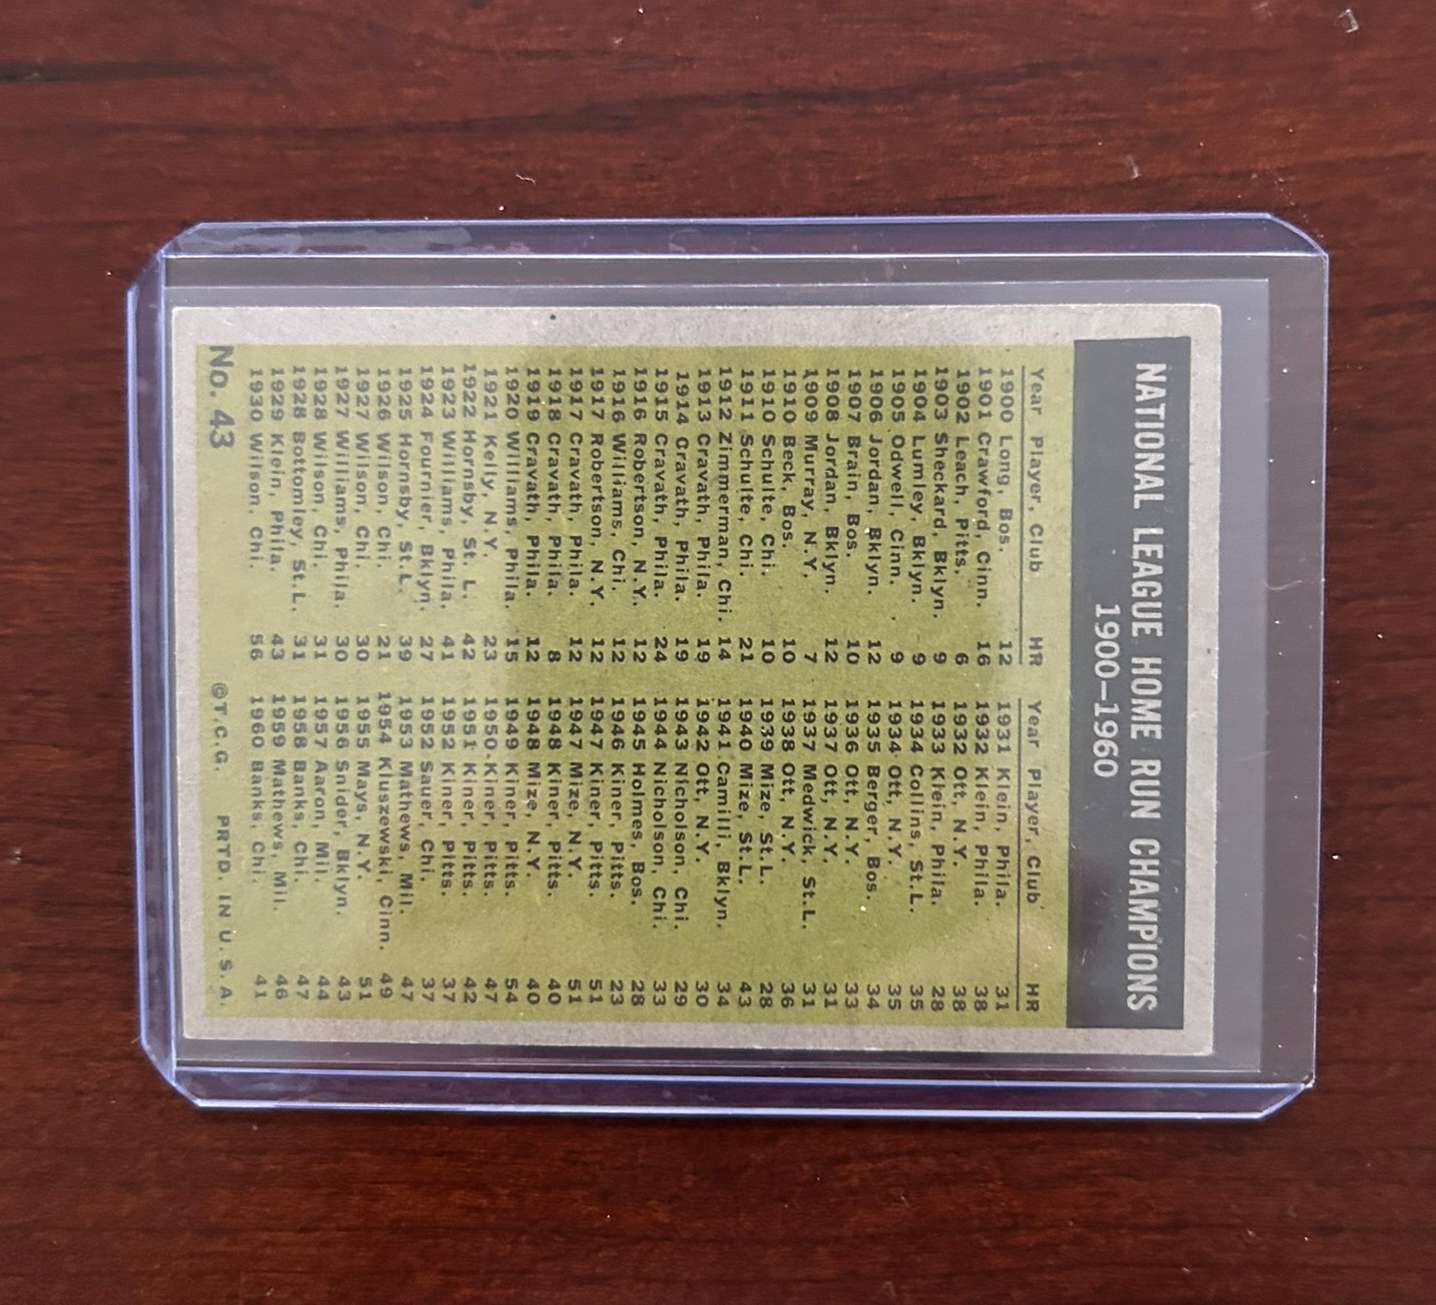 NATIONAL LEAGUE HOME RUN CHAMPIONS
1900–1960
Year Player, Club HR
1900 Long, Bos. 12
1901 Crawford, Cinn. 16
1902 Leach, Pitts. 6
1903 Sheckard, Bklyn. 9
1904 Lumley, Bklyn. 9
1905 Odwell, Cinn. 9
1906 Jordan, Bklyn. 12
1907 Brain, Bos. 10
1908 Jordan, Bklyn. 12
1909 Murray, N.Y. 7
1910 Beck, Bos. 10
1910 Schulte, Chi. 10
1911 Schulte, Chi. 21
1912 Zimmerman, Chi. 14
1913 Cravath, Phila. 19
1914 Cravath, Phila. 19
1915 Cravath, Phila. 24
1916 Robertson, N.Y. 12
1916 Williams, Chi. 12
1917 Robertson, N.Y. 12
1917 Cravath, Phila. 12
1918 Cravath, Phila. 8
1919 Cravath, Phila. 12
1920 Williams, Phila. 15
1921 Kelly, N.Y. 23
1922 Hornsby, St. L. 42
1923 Williams, Phila. 41
1924 Fournier, Bklyn. 27
1925 Hornsby, St.L. 39
1926 Wilson, Chi. 21
1927 Wilson, Chi. 30
1927 Williams, Phila. 30
1928 Wilson, Chi. 31
1928 Bottomley, St.L. 31
1929 Klein, Phila. 43
1930 Wilson, Chi. 56
Year Player, Club HR
1931 Klein, Phila. 31
1932 Klein, Phila. 38
1932 Ott, N.Y. 38
1933 Klein, Phila. 28
1934 Collins, St.L. 35
1934 Ott, N.Y. 35
1935 Berger, Bos. 34
1936 Ott, N.Y. 33
1937 Ott, N.Y. 31
1937 Medwick, St.L. 31
1938 Ott, N.Y. 36
1939 Mize, St.L. 28
1940 Mize, St.L. 43
1941 Camilli, Bklyn. 34
1942 Ott, N.Y. 30
1943 Nicholson, Chi. 29
1944 Nicholson, Chi. 33
1945 Holmes, Bos. 28
1946 Kiner, Pitts. 23
1947 Kiner, Pitts. 51
1947 Mize, N.Y. 51
1948 Kiner, Pitts. 40
1948 Mize, N.Y. 40
1949 Kiner, Pitts. 54
1950 Kiner, Pitts. 47
1951 Kiner, Pitts. 42
1952 Kiner, Pitts. 37
1952 Sauer, Chi. 37
1953 Mathews, Mil. 47
1954 Kluszewski, Cinn. 49
1955 Mays, N.Y. 51
1956 Snider, Bklyn. 43
1957 Aaron, Mil. 44
1958 Banks, Chi. 47
1959 Mathews, Mil. 46
1960 Banks, Chi. 41
No. 43 ©T.C.G. PRTD. IN U.S.A.